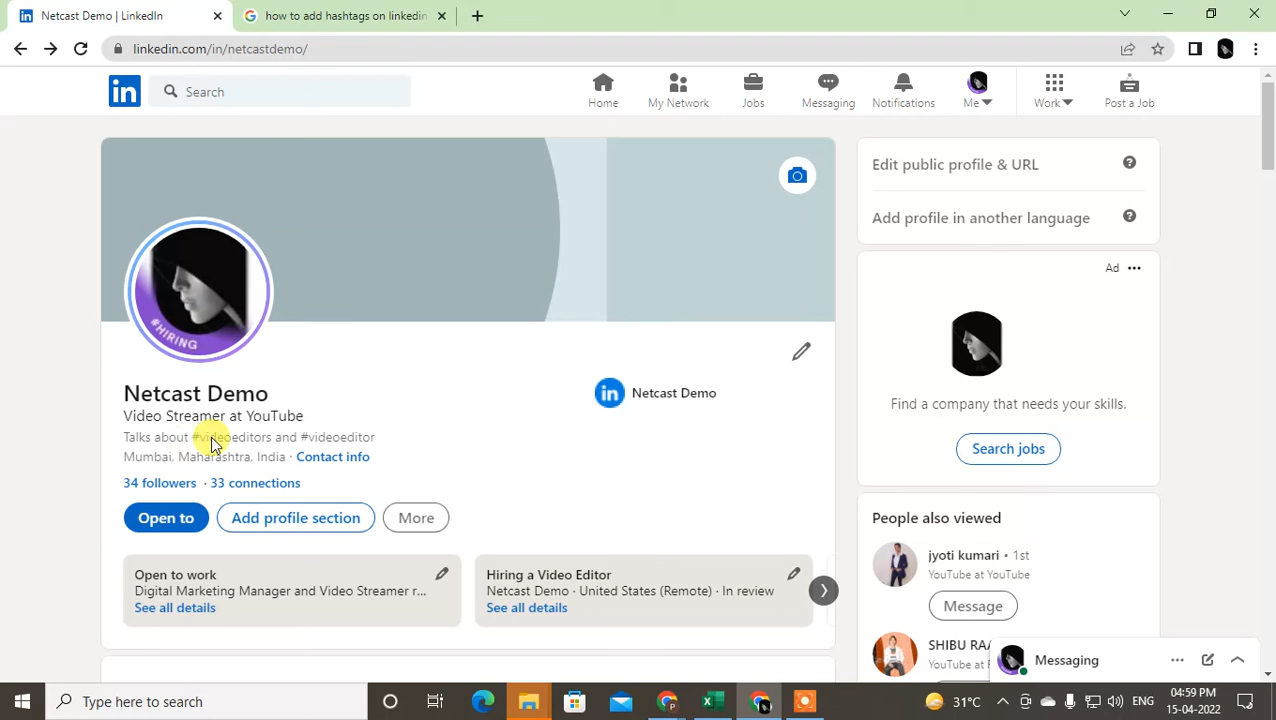 Netcast Demo | LinkedIn
how to add hashtags on linkedin
linkedin.com/in/netcastdemo/
in
Search
Home
My Network
Jobs
Messaging
Notifications
Me
Work
Post a Job
#HIRING
Edit public profile & URL
Add profile in another language
Ad
Find a company that needs your skills.
Search jobs
Netcast Demo
in Netcast Demo
Video Streamer at YouTube
Talks about #videoeditors and #videoeditor
Mumbai, Maharashtra, India · Contact info
34 followers · 33 connections
Open to
Add profile section
More
Open to work
Digital Marketing Manager and Video Streamer r...
See all details
Hiring a Video Editor
Netcast Demo · United States (Remote) · In review
See all details
People also viewed
jyoti kumari • 1st
YouTube at YouTube
Message
SHIBU
Messaging
Type here to search
31°C
ENG
04:59 PM
15-04-2022